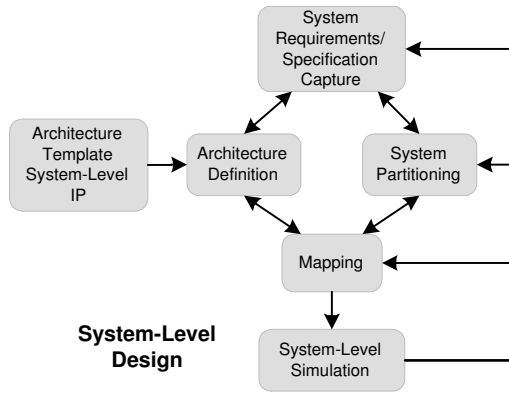 System
Requirements/
Specification
Capture
Architecture
Template
System-Level
IP
Architecture
Definition
System
Partitioning
Mapping
System-Level
Design
System-Level
Simulation